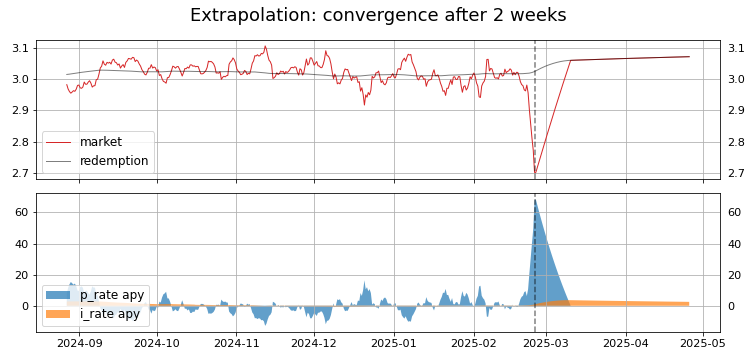 Extrapolation: convergence after 2 weeks
3.1 3.1
3.0 3.0
2.9 2.9
2.8 2.8
2.7 2.7
market
redemption
60 60
40 40
20 20
0 0
p_rate apy
i_rate apy
2024-09 2024-10 2024-11 2024-12 2025-01 2025-02 2025-03 2025-04 2025-05